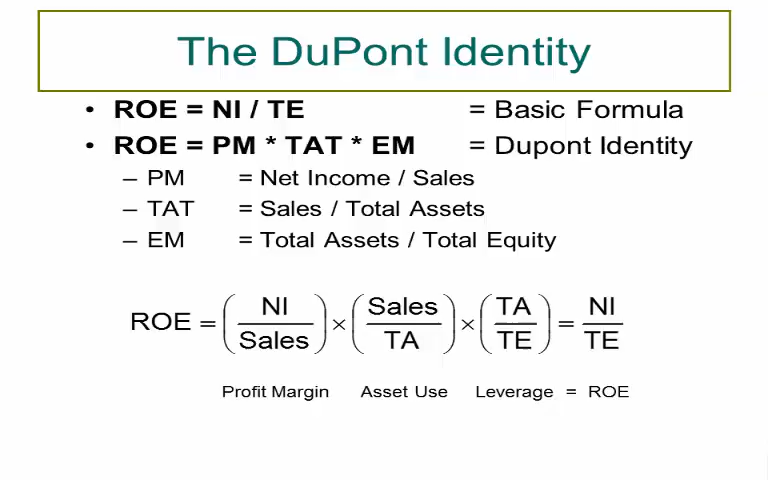 The DuPont Identity
• ROE = NI / TE = Basic Formula
• ROE = PM * TAT * EM = Dupont Identity
– PM = Net Income / Sales
– TAT = Sales / Total Assets
– EM = Total Assets / Total Equity
ROE = (NI / Sales) × (Sales / TA) × (TA / TE) = NI / TE
Profit Margin Asset Use Leverage = ROE